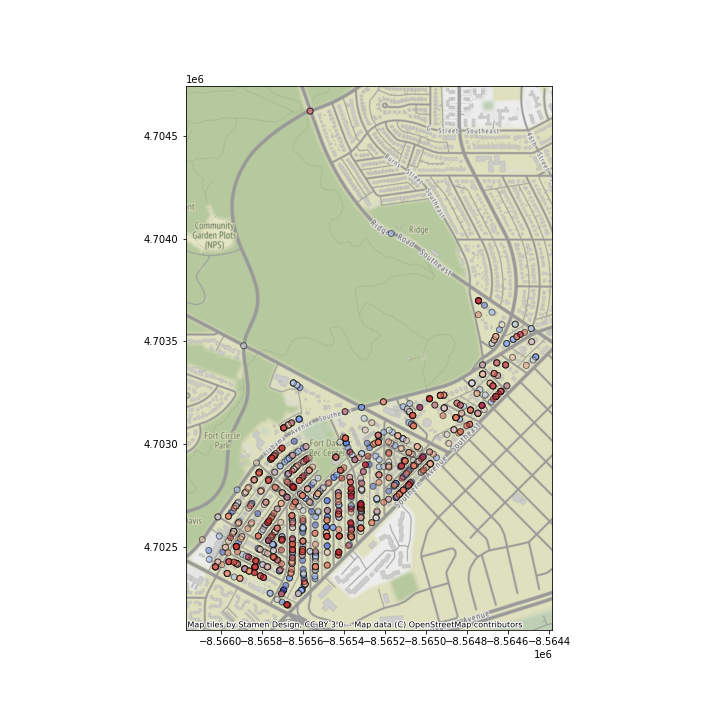 1e6
4.7045
4.7040
4.7035
4.7030
4.7025
G Street Southeast
46th Street
Burns Street Southeast
Community
Garden Plots
(NPS)
Ridge
Ridge Road Southeast
Alabama Avenue Southeast
Fort Circle
Park
Fort Davis
Rec Center
Southern Avenue Southeast
Davis
Avenue
Map tiles by Stamen Design, CC BY 3.0 -- Map data (C) OpenStreetMap contributors
−8.5660−8.5658−8.5656−8.5654−8.5652−8.5650−8.5648−8.5646−8.5644
1e6